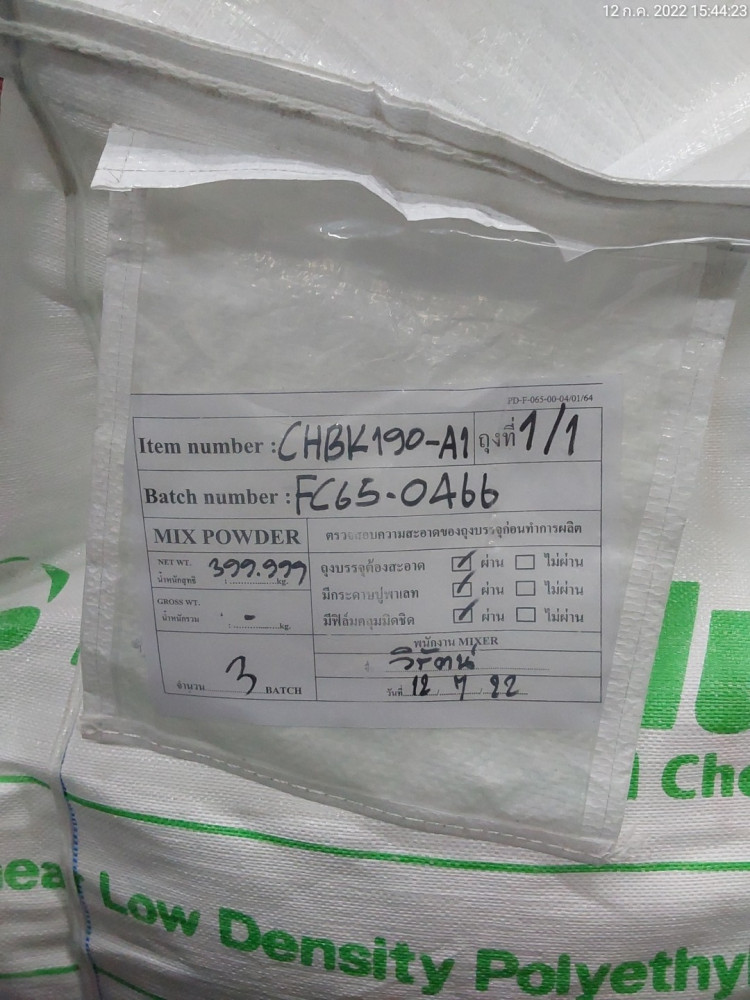 12 ก.ค. 2022 15:44:23
PD-F-065-00-04/01/64
Item number : CHBK190-A1 ถุงที่ 1/1
Batch number : FC65-0466
MIX POWDER ตรวจสอบความสะอาดของถุงบรรจุก่อนทำการผลิต
NET WT. น้ำหนักสุทธิ : 399.999 kg.
ถุงบรรจุต้องสะอาด ☑ ผ่าน ☐ ไม่ผ่าน
มีกระดาษปูพาเลท ☑ ผ่าน ☐ ไม่ผ่าน
GROSS WT. น้ำหนักรวม : - kg.
มีฟิล์มคลุมมิดชิด ☑ ผ่าน ☐ ไม่ผ่าน
พนักงาน MIXER
วิรัตน์
จำนวน 3 BATCH
วันที่ 12 7 22
Che
Low Density Polyethy